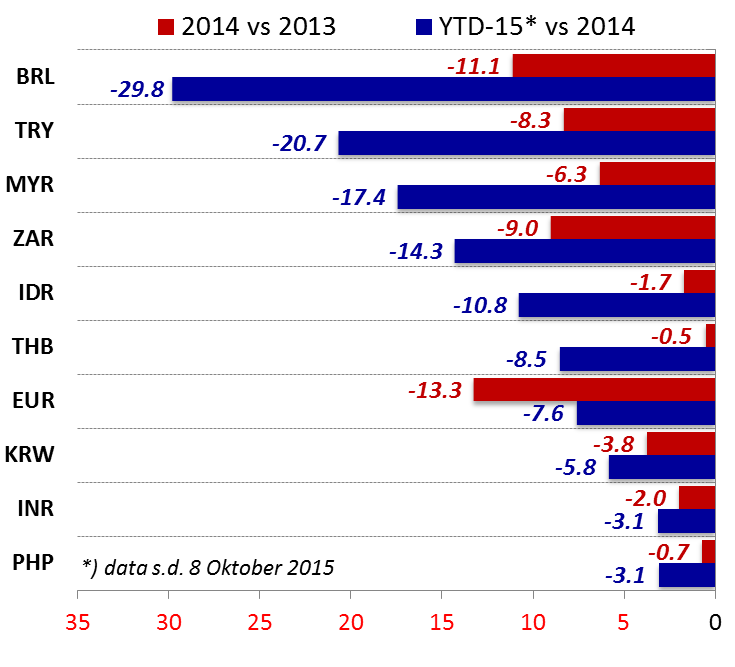 2014 vs 2013 YTD-15* vs 2014
BRL -11.1
-29.8
TRY -8.3
-20.7
MYR -6.3
-17.4
ZAR -9.0
-14.3
IDR -1.7
-10.8
THB -0.5
-8.5
EUR -13.3
-7.6
KRW -3.8
-5.8
INR -2.0
-3.1
PHP -0.7
-3.1
*) data s.d. 8 Oktober 2015
35 30 25 20 15 10 5 0